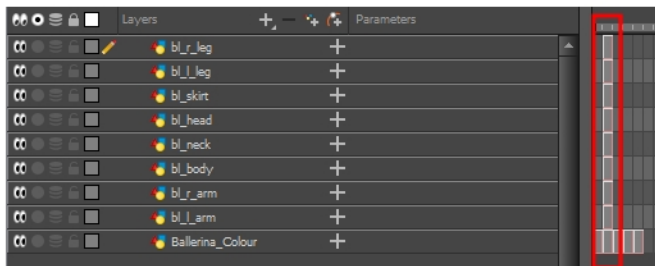 Layers Parameters
bl_r_leg
bl_l_leg
bl_skirt
bl_head
bl_neck
bl_body
bl_r_arm
bl_l_arm
Ballerina_Colour